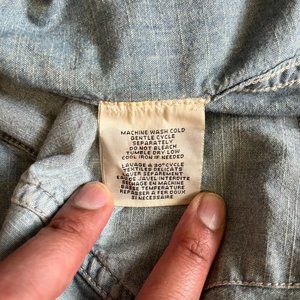 MACHINE WASH COLD
GENTLE CYCLE
SEPARATELY
DO NOT BLEACH
TUMBLE DRY LOW
COOL IRON IF NEEDED
LAVAGE A 30° CYCLE
TEXTILES DELICATS
LAVER SEPAREMENT
EAU DE JAVEL INTERDITE
SECHAGE EN MACHINE
BASSE TEMPERATURE
REPASSER A FER DOUX
SI NECESSAIRE